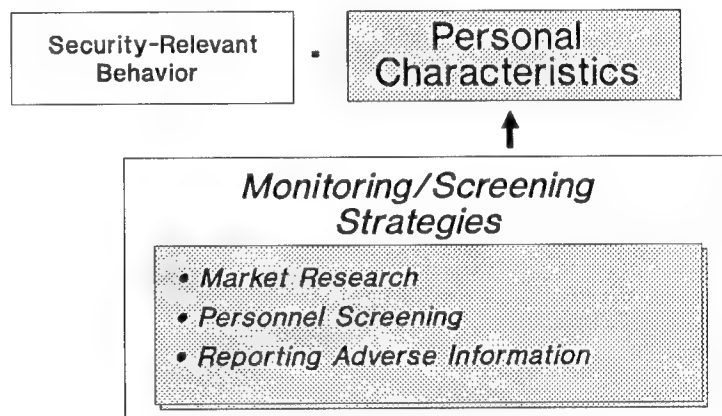 Security-Relevant
Behavior
Personal
Characteristics
Monitoring/Screening
Strategies
• Market Research
• Personnel Screening
• Reporting Adverse Information